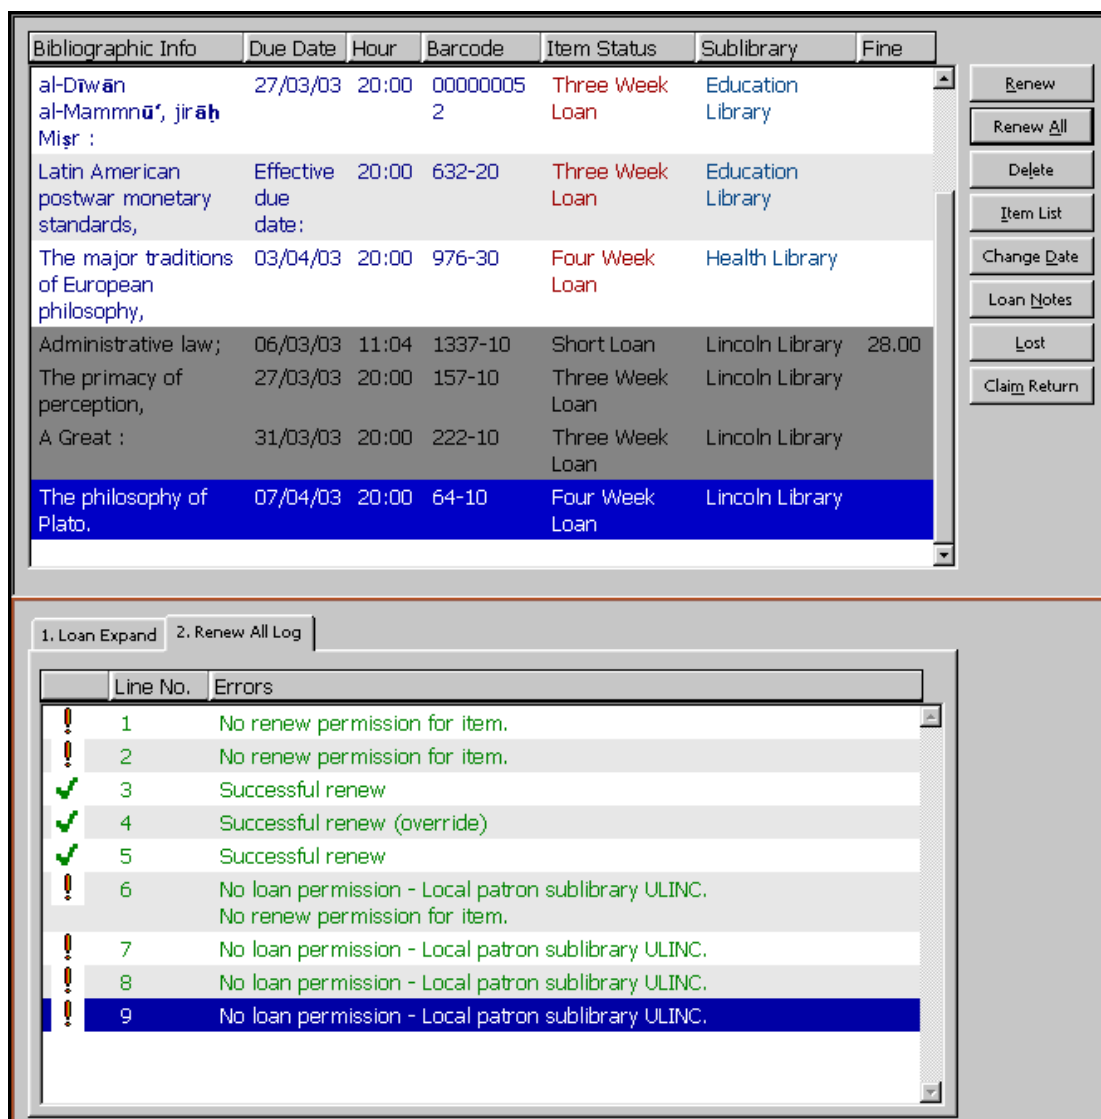 Bibliographic Info Due Date Hour Barcode Item Status Sublibrary Fine
al-Dīwān 27/03/03 20:00 00000005 Three Week Education
al-Mammnūʻ, jirāḥ 2 Loan Library
Miṣr :
Latin American Effective 20:00 632-20 Three Week Education
postwar monetary due Loan Library
standards, date:
The major traditions 03/04/03 20:00 976-30 Four Week Health Library
of European Loan
philosophy,
Administrative law; 06/03/03 11:04 1337-10 Short Loan Lincoln Library 28.00
The primacy of 27/03/03 20:00 157-10 Three Week Lincoln Library
perception, Loan
A Great : 31/03/03 20:00 222-10 Three Week Lincoln Library
Loan
The philosophy of 07/04/03 20:00 64-10 Four Week Lincoln Library
Plato. Loan
Renew
Renew All
Delete
Item List
Change Date
Loan Notes
Lost
Claim Return
1. Loan Expand 2. Renew All Log
Line No. Errors
1 No renew permission for item.
2 No renew permission for item.
3 Successful renew
4 Successful renew (override)
5 Successful renew
6 No loan permission - Local patron sublibrary ULINC.
No renew permission for item.
7 No loan permission - Local patron sublibrary ULINC.
8 No loan permission - Local patron sublibrary ULINC.
9 No loan permission - Local patron sublibrary ULINC.